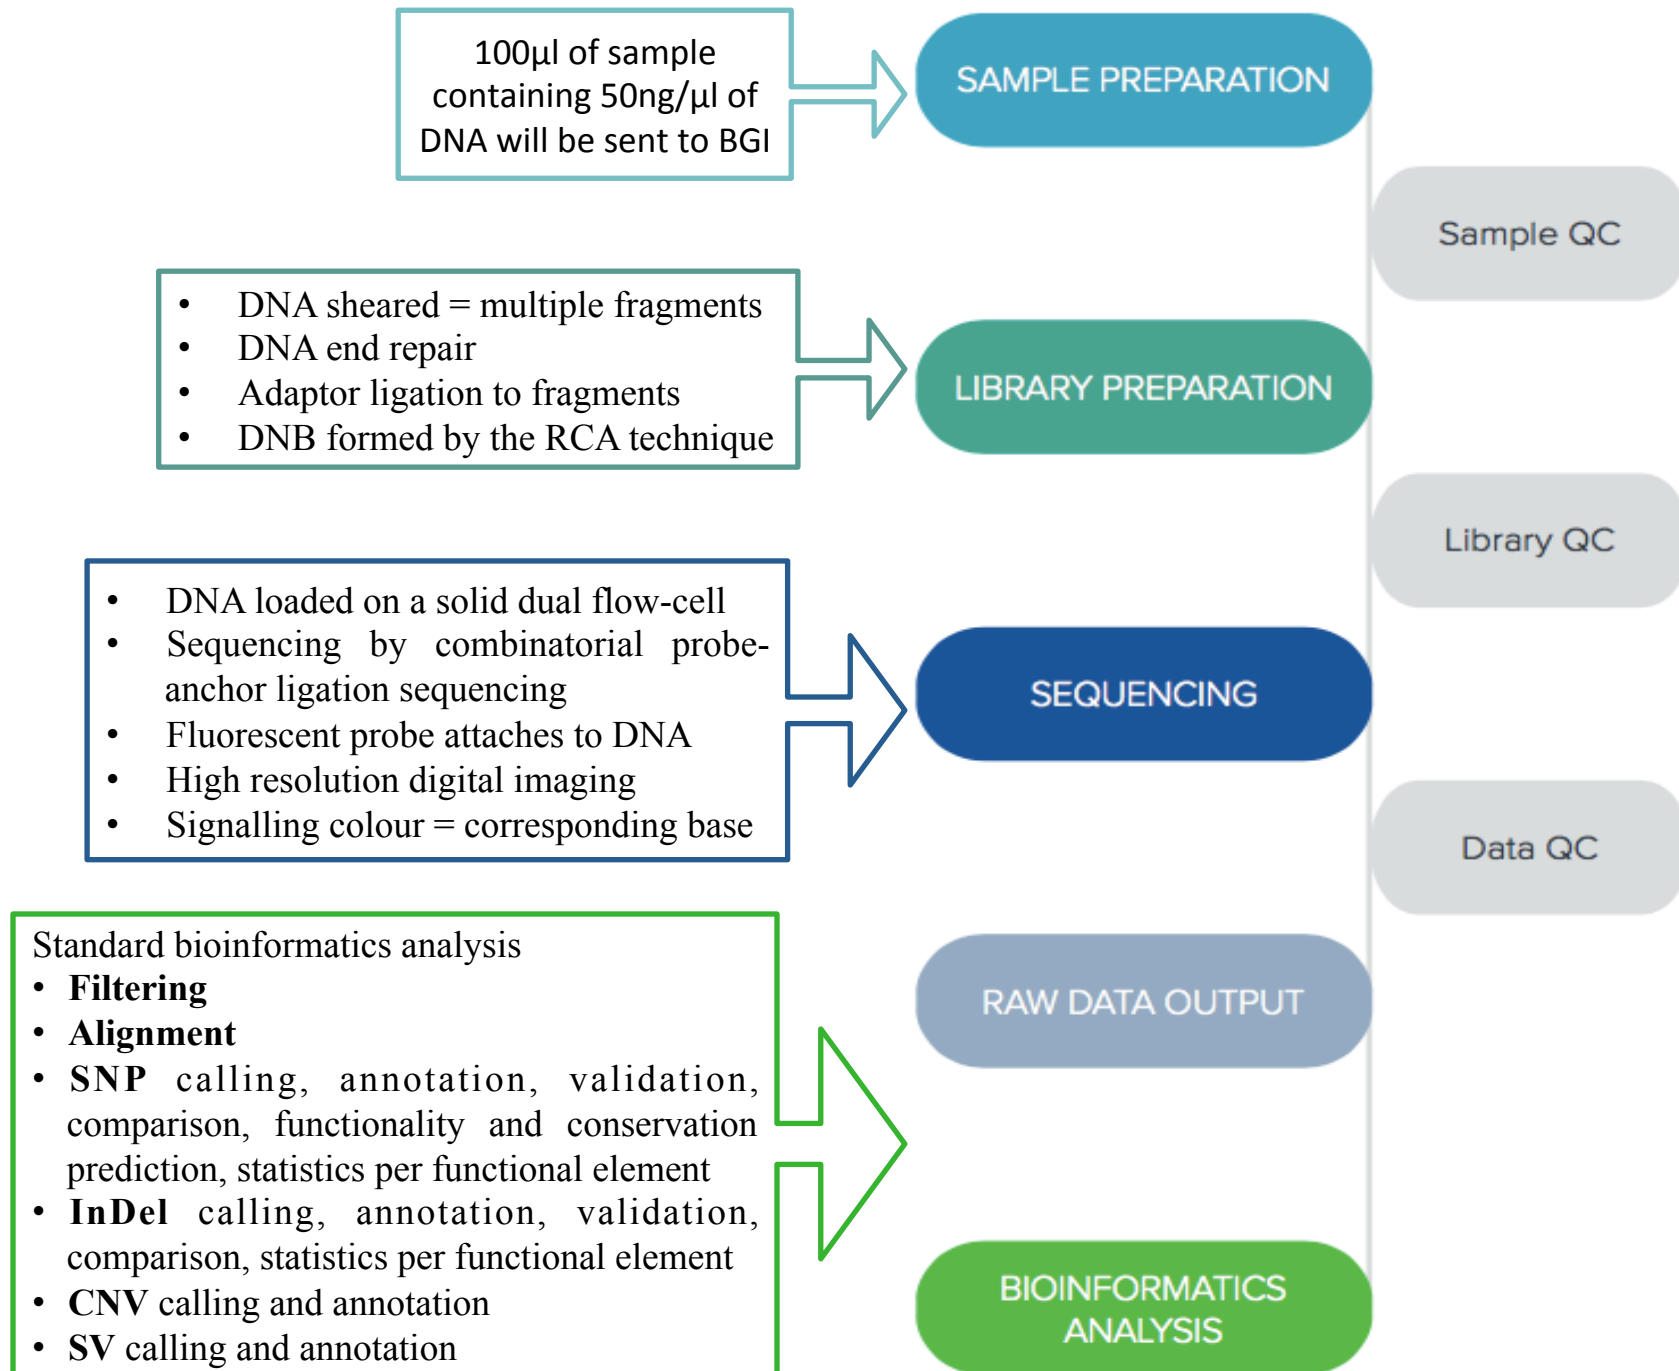 100µl of sample
containing 50ng/µl of
DNA will be sent to BGI
SAMPLE PREPARATION
Sample QC
• DNA sheared = multiple fragments
• DNA end repair
• Adaptor ligation to fragments
• DNB formed by the RCA technique
LIBRARY PREPARATION
Library QC
• DNA loaded on a solid dual flow-cell
• Sequencing by combinatorial probe-
anchor ligation sequencing
• Fluorescent probe attaches to DNA
• High resolution digital imaging
• Signalling colour = corresponding base
SEQUENCING
Data QC
RAW DATA OUTPUT
Standard bioinformatics analysis
• Filtering
• Alignment
• SNP calling, annotation, validation,
comparison, functionality and conservation
prediction, statistics per functional element
• InDel calling, annotation, validation,
comparison, statistics per functional element
• CNV calling and annotation
• SV calling and annotation
BIOINFORMATICS
ANALYSIS